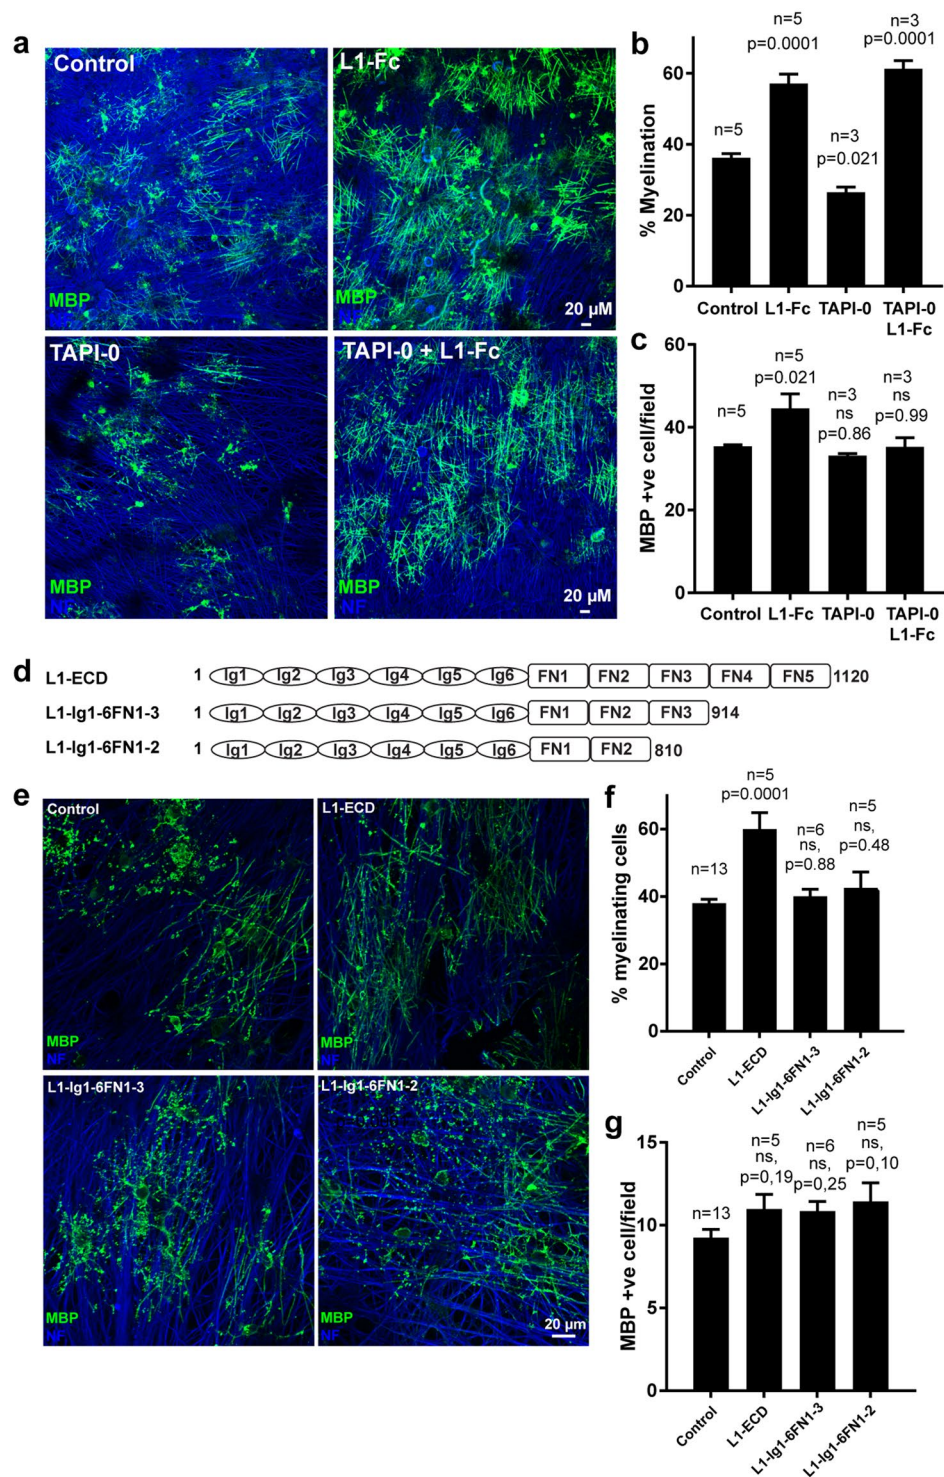 a
Control
MBP
NF
L1-Fc
MBP
NF
20 µM
TAPI-0
MBP
NF
TAPI-0 + L1-Fc
MBP
NF
20 µM
b
% Myelination
60
40
20
0
n=5
n=5
p=0.0001
n=3
p=0.021
n=3
p=0.0001
Control
L1-Fc
TAPI-0
TAPI-0
L1-Fc
c
MBP +ve cell/field
60
40
20
0
n=5
n=5
p=0.021
n=3
ns
p=0.86
n=3
ns
p=0.99
Control
L1-Fc
TAPI-0
TAPI-0
L1-Fc
d
L1-ECD 1 Ig1 Ig2 Ig3 Ig4 Ig5 Ig6 FN1 FN2 FN3 FN4 FN5 1120
L1-Ig1-6FN1-3 1 Ig1 Ig2 Ig3 Ig4 Ig5 Ig6 FN1 FN2 FN3 914
L1-Ig1-6FN1-2 1 Ig1 Ig2 Ig3 Ig4 Ig5 Ig6 FN1 FN2 810
e
Control
MBP
NF
L1-ECD
MBP
NF
L1-Ig1-6FN1-3
MBP
NF
L1-Ig1-6FN1-2
MBP
NF
20 µm
f
% myelinating cells
60
40
20
0
n=13
n=5
p=0.0001
n=6
ns,
p=0.88
n=5
ns,
p=0.48
Control
L1-ECD
L1-Ig1-6FN1-3
L1-Ig1-6FN1-2
g
MBP +ve cell/field
15
10
5
0
n=13
n=5
ns,
p=0,19
n=6
ns,
p=0,25
n=5
ns,
p=0,10
Control
L1-ECD
L1-Ig1-6FN1-3
L1-Ig1-6FN1-2